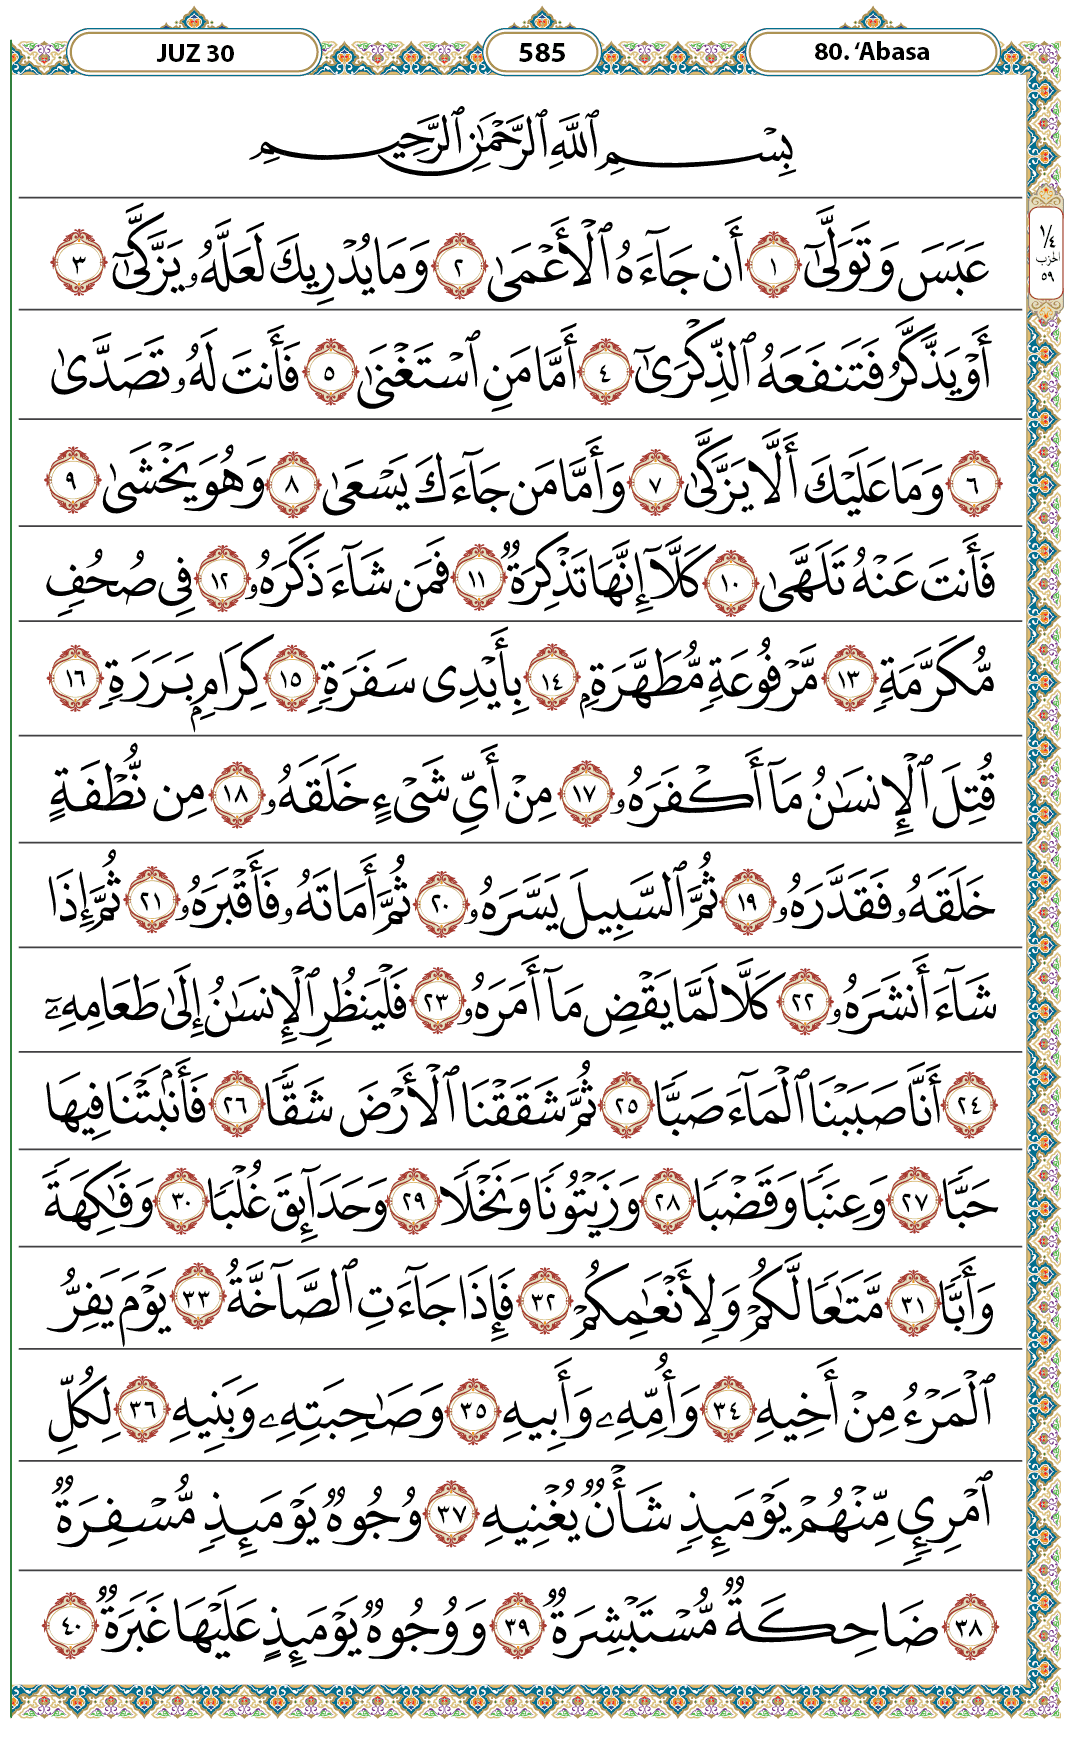 JUZ 30
585
80. ‘Abasa
بِسْمِ ٱللَّهِ ٱلرَّحْمَٰنِ ٱلرَّحِيمِ
١/٤
الحزب
٥٩
عَبَسَ وَتَوَلَّىٰٓ ١ أَن جَآءَهُ ٱلْأَعْمَىٰ ٢ وَمَا يُدْرِيكَ لَعَلَّهُۥ يَزَّكَّىٰٓ ٣
أَوْ يَذَّكَّرُ فَتَنفَعَهُ ٱلذِّكْرَىٰٓ ٤ أَمَّا مَنِ ٱسْتَغْنَىٰ ٥ فَأَنتَ لَهُۥ تَصَدَّىٰ
٦ وَمَا عَلَيْكَ أَلَّا يَزَّكَّىٰ ٧ وَأَمَّا مَن جَآءَكَ يَسْعَىٰ ٨ وَهُوَ يَخْشَىٰ ٩
فَأَنتَ عَنْهُ تَلَهَّىٰ ١٠ كَلَّآ إِنَّهَا تَذْكِرَةٌ ١١ فَمَن شَآءَ ذَكَرَهُۥ ١٢ فِى صُحُفٍ
مُّكَرَّمَةٍ ١٣ مَّرْفُوعَةٍ مُّطَهَّرَةٍۭ ١٤ بِأَيْدِى سَفَرَةٍ ١٥ كِرَامٍۭ بَرَرَةٍ ١٦
قُتِلَ ٱلْإِنسَٰنُ مَآ أَكْفَرَهُۥ ١٧ مِنْ أَىِّ شَىْءٍ خَلَقَهُۥ ١٨ مِن نُّطْفَةٍ
خَلَقَهُۥ فَقَدَّرَهُۥ ١٩ ثُمَّ ٱلسَّبِيلَ يَسَّرَهُۥ ٢٠ ثُمَّ أَمَاتَهُۥ فَأَقْبَرَهُۥ ٢١ ثُمَّ إِذَا
شَآءَ أَنشَرَهُۥ ٢٢ كَلَّا لَمَّا يَقْضِ مَآ أَمَرَهُۥ ٢٣ فَلْيَنظُرِ ٱلْإِنسَٰنُ إِلَىٰ طَعَامِهِۦٓ
٢٤ أَنَّا صَبَبْنَا ٱلْمَآءَ صَبًّا ٢٥ ثُمَّ شَقَقْنَا ٱلْأَرْضَ شَقًّا ٢٦ فَأَنۢبَتْنَا فِيهَا
حَبًّا ٢٧ وَعِنَبًا وَقَضْبًا ٢٨ وَزَيْتُونًا وَنَخْلًا ٢٩ وَحَدَآئِقَ غُلْبًا ٣٠ وَفَٰكِهَةً
وَأَبًّا ٣١ مَّتَٰعًا لَّكُمْ وَلِأَنْعَٰمِكُمْ ٣٢ فَإِذَا جَآءَتِ ٱلصَّآخَّةُ ٣٣ يَوْمَ يَفِرُّ
ٱلْمَرْءُ مِنْ أَخِيهِ ٣٤ وَأُمِّهِۦ وَأَبِيهِ ٣٥ وَصَٰحِبَتِهِۦ وَبَنِيهِ ٣٦ لِكُلِّ
ٱمْرِئٍ مِّنْهُمْ يَوْمَئِذٍ شَأْنٌ يُغْنِيهِ ٣٧ وُجُوهٌ يَوْمَئِذٍ مُّسْفِرَةٌ
٣٨ ضَاحِكَةٌ مُّسْتَبْشِرَةٌ ٣٩ وَوُجُوهٌ يَوْمَئِذٍ عَلَيْهَا غَبَرَةٌ ٤٠